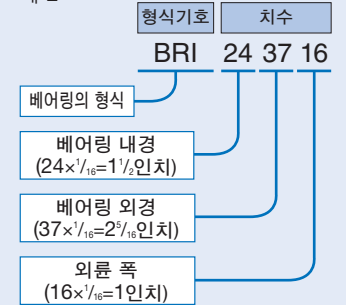 형식기호 치수
BRI 24 37 16
베어링의 형식
베어링 내경
(24×¹/₁₆=1¹/₂인치)
베어링 외경
(37×¹/₁₆=2⁵/₁₆인치)
외륜 폭
(16×¹/₁₆=1인치)